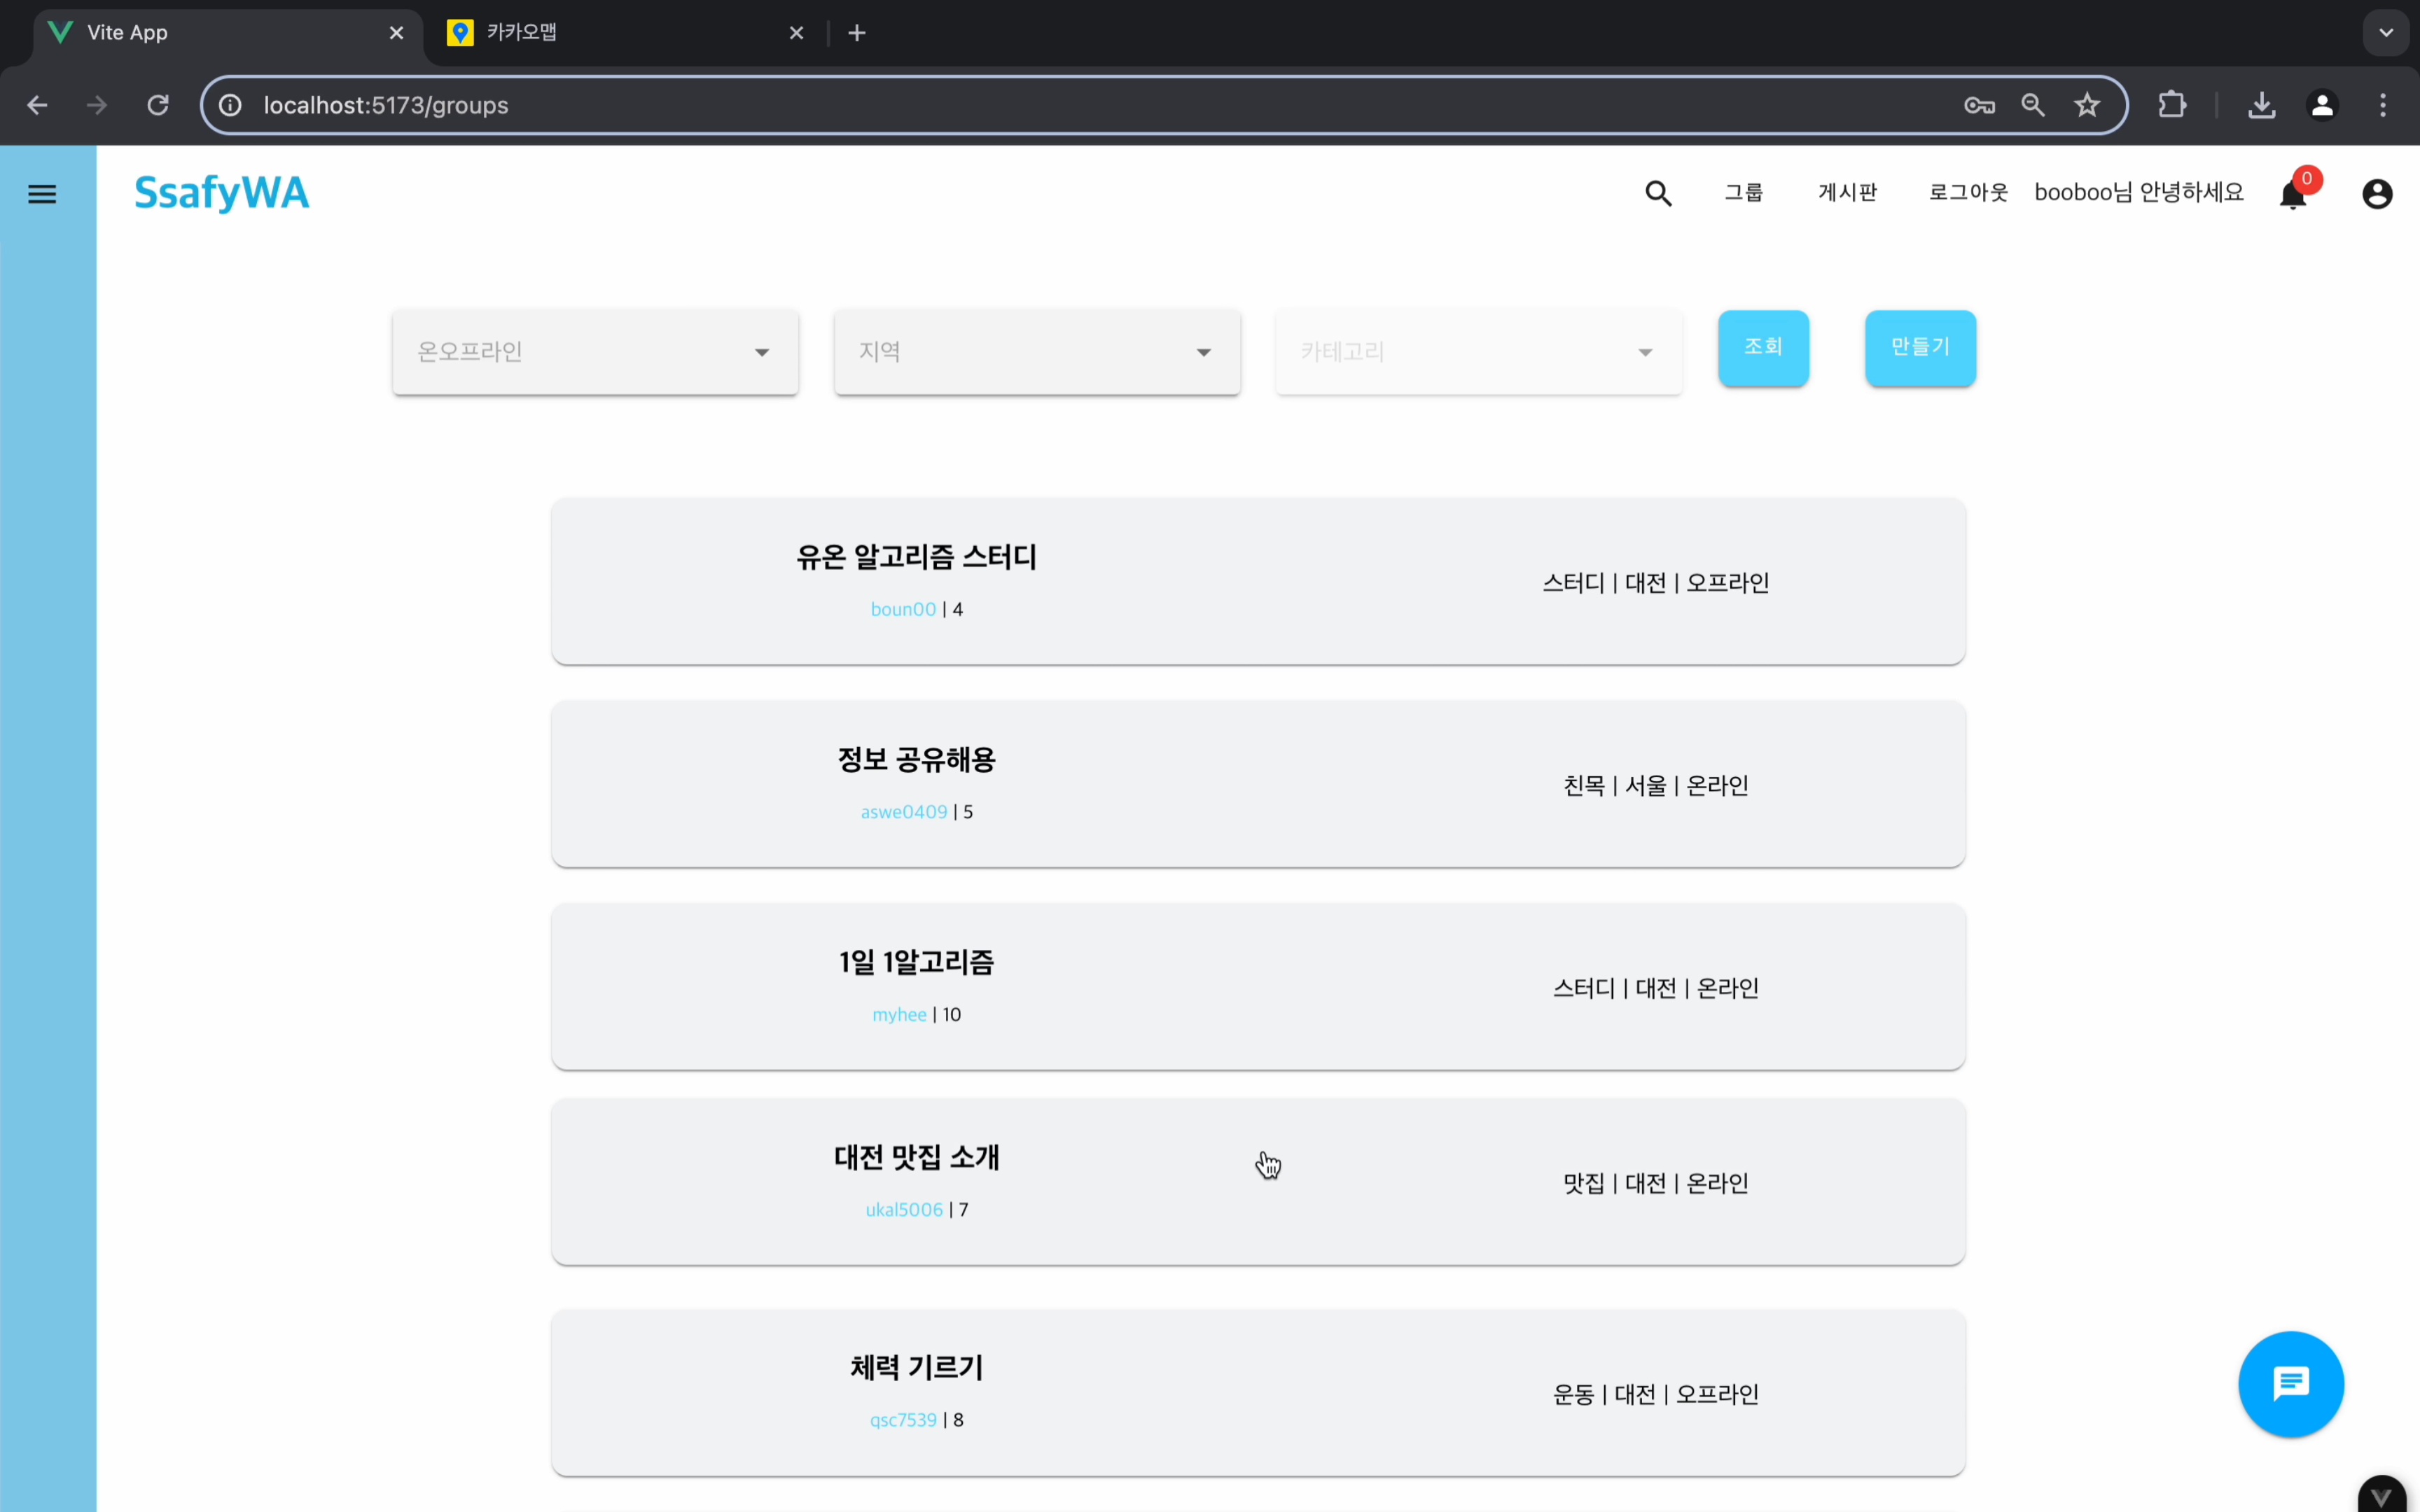 Vite App
카카오맵
localhost:5173/groups
SsafyWA
그룹
게시판
로그아웃
booboo님 안녕하세요
0
온오프라인
지역
카테고리
조회
만들기
유온 알고리즘 스터디
boun00 | 4
스터디 | 대전 | 오프라인
정보 공유해용
aswe0409 | 5
친목 | 서울 | 온라인
1일 1알고리즘
myhee | 10
스터디 | 대전 | 온라인
대전 맛집 소개
ukal5006 | 7
맛집 | 대전 | 온라인
체력 기르기
qsc7539 | 8
운동 | 대전 | 오프라인